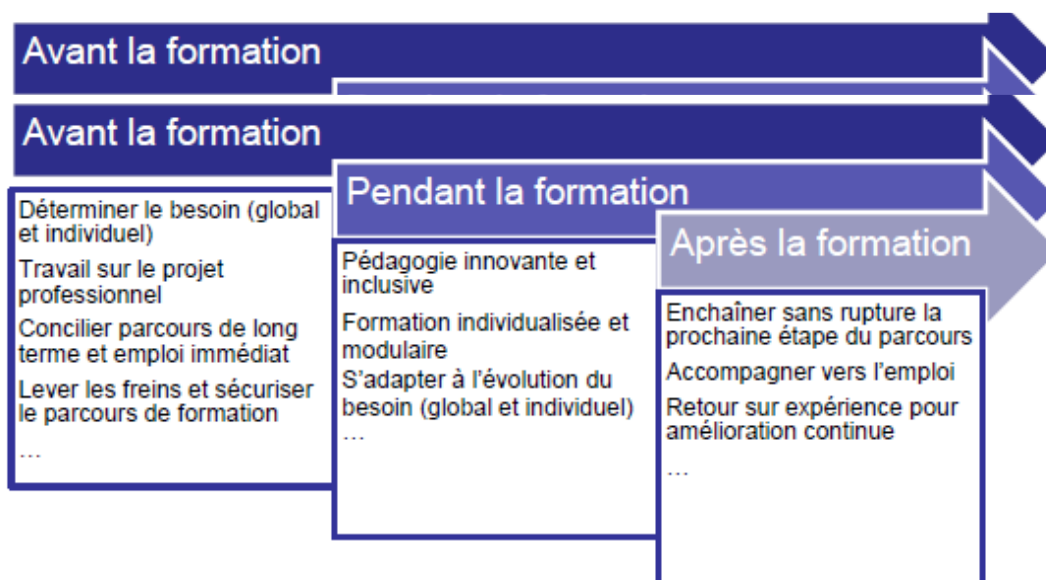 Avant la formation
Avant la formation
Déterminer le besoin (global
et individuel)
Travail sur le projet
professionnel
Concilier parcours de long
terme et emploi immédiat
Lever les freins et sécuriser
le parcours de formation
…
Pendant la formation
Pédagogie innovante et
inclusive
Formation individualisée et
modulaire
S'adapter à l'évolution du
besoin (global et individuel)
…
Après la formation
Enchaîner sans rupture la
prochaine étape du parcours
Accompagner vers l'emploi
Retour sur expérience pour
amélioration continue
…